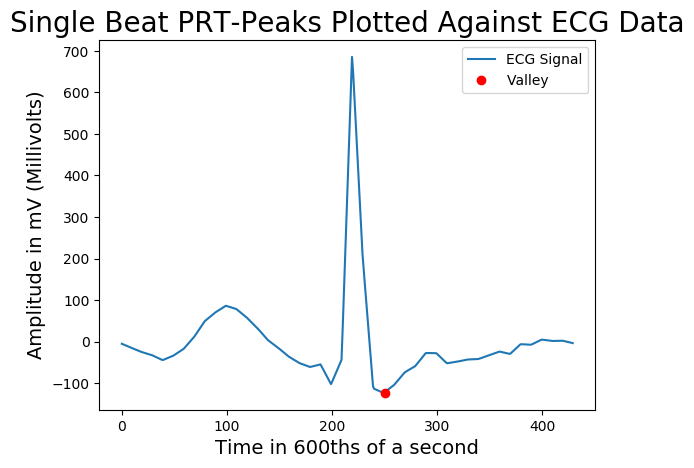 Single Beat PRT-Peaks Plotted Against ECG Data
ECG Signal
Valley
Amplitude in mV (Millivolts)
700
600
500
400
300
200
100
0
−100
0 100 200 300 400
Time in 600ths of a second